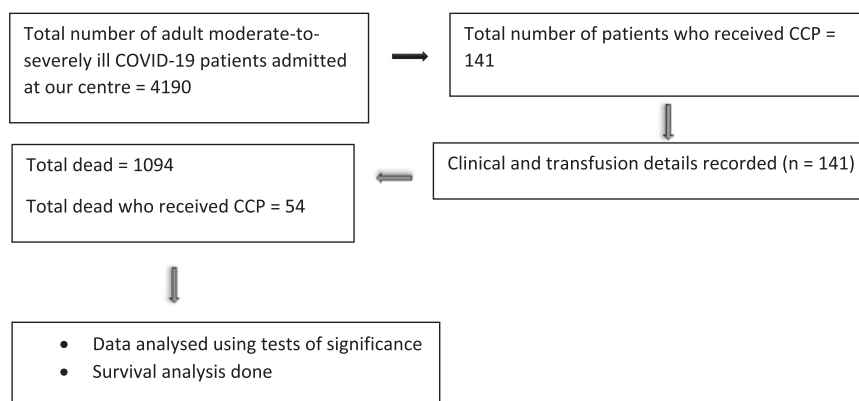 Total number of adult moderate-to-
severely ill COVID-19 patients admitted
at our centre = 4190
Total number of patients who received CCP =
141
Clinical and transfusion details recorded (n = 141)
Total dead = 1094
Total dead who received CCP = 54
• Data analysed using tests of significance
• Survival analysis done